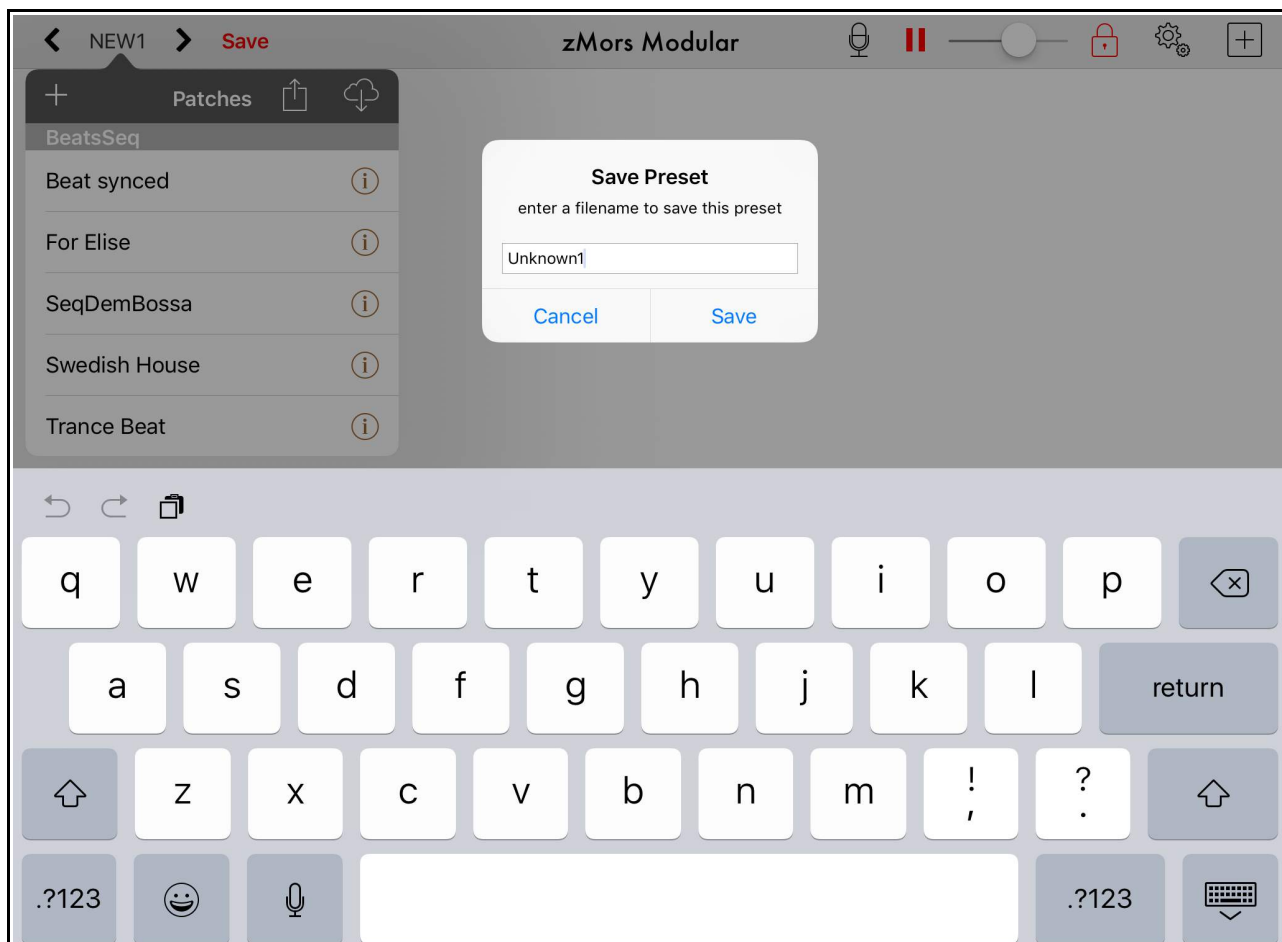 NEW1 Save zMors Modular
Patches
BeatsSeq
Beat synced
For Elise
SeqDemBossa
Swedish House
Trance Beat
Save Preset
enter a filename to save this preset
Unknown1
Cancel Save
q w e r t y u i o p
a s d f g h j k l return
z x c v b n m ! , ? .
.?123 .?123